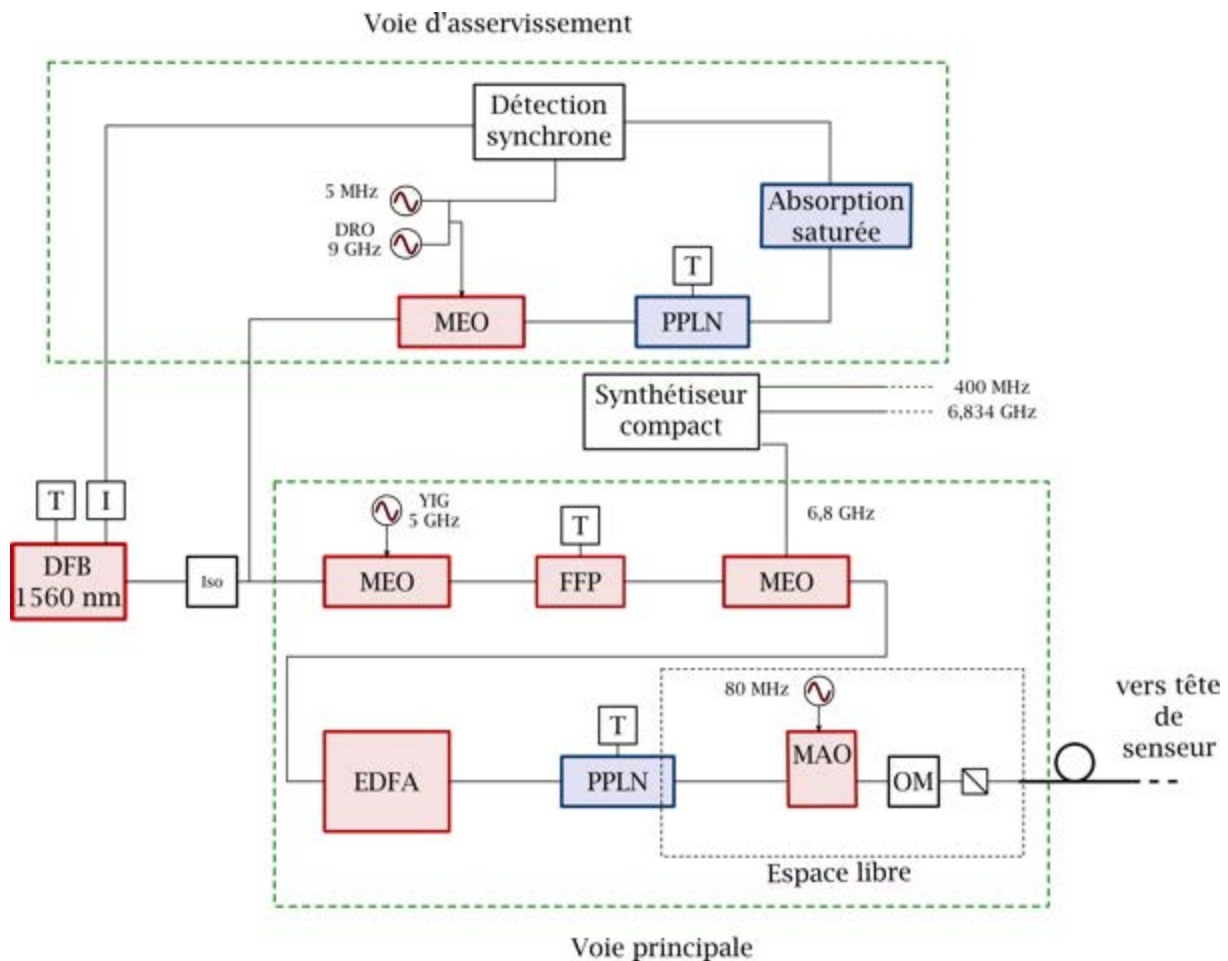 Voie d'asservissement
Détection
synchrone
5 MHz
DRO
9 GHz
Absorption
saturée
T
MEO
PPLN
Synthétiseur
compact
400 MHz
6,834 GHz
T
I
YIG
5 GHz
T
6,8 GHz
DFB
1560 nm
Iso
MEO
FFP
MEO
80 MHz
vers tête
de
senseur
T
MAO
EDFA
PPLN
OM
Espace libre
Voie principale